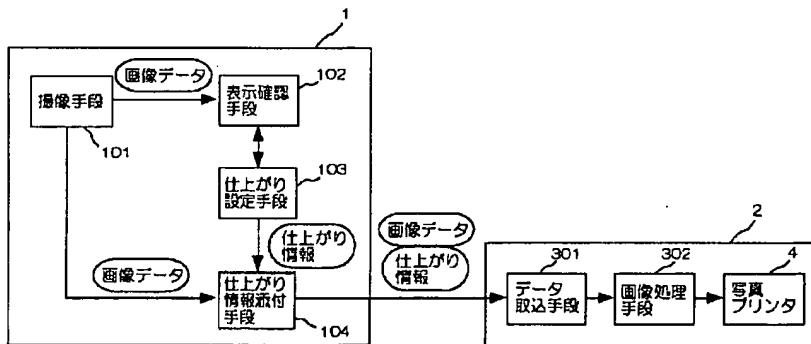 1
画像データ
102
撮像手段
表示確認
手段
101
103
仕上がり
設定手段
仕上がり
情報
画像データ
仕上がり
情報添付
手段
104
画像データ
仕上がり
情報
2
301
302
4
データ
取込手段
画像処理
手段
写真
プリンタ